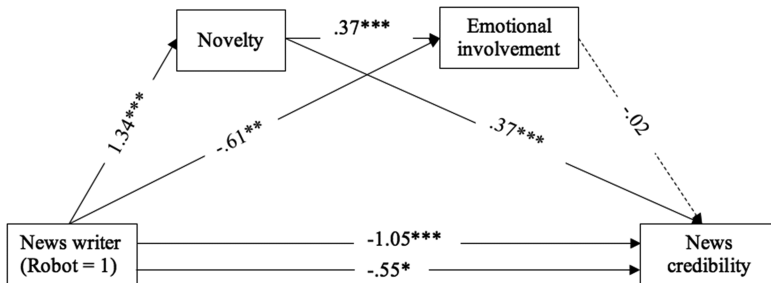 Novelty
.37***
Emotional
involvement
1.34***
-.61**
.37***
-.02
News writer
(Robot = 1)
-1.05***
-.55*
News
credibility